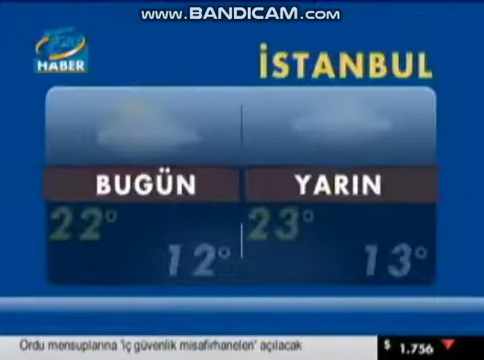 www.BANDICAM.com
HABER
İSTANBUL
BUGÜN
YARIN
22°
12°
23°
13°
Ordu mensuplarına 'iç güvenlik misafirhaneleri' açılacak
$ 1,756